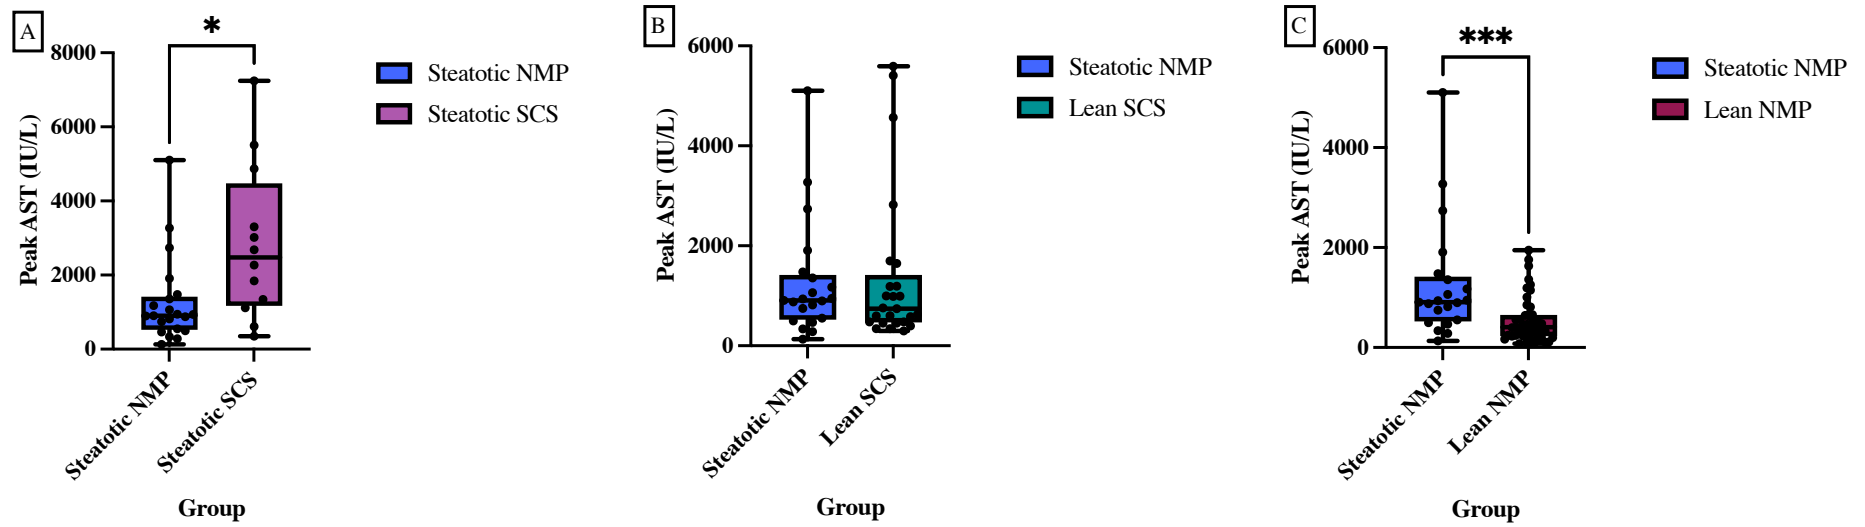 A
*
8000
6000
4000
2000
0
Peak AST (IU/L)
Steatotic NMP
Steatotic SCS
Group
Steatotic NMP
Steatotic SCS
B
6000
4000
2000
0
Peak AST (IU/L)
Steatotic NMP
Lean SCS
Group
Steatotic NMP
Lean SCS
C
***
6000
4000
2000
0
Peak AST (IU/L)
Steatotic NMP
Lean NMP
Group
Steatotic NMP
Lean NMP